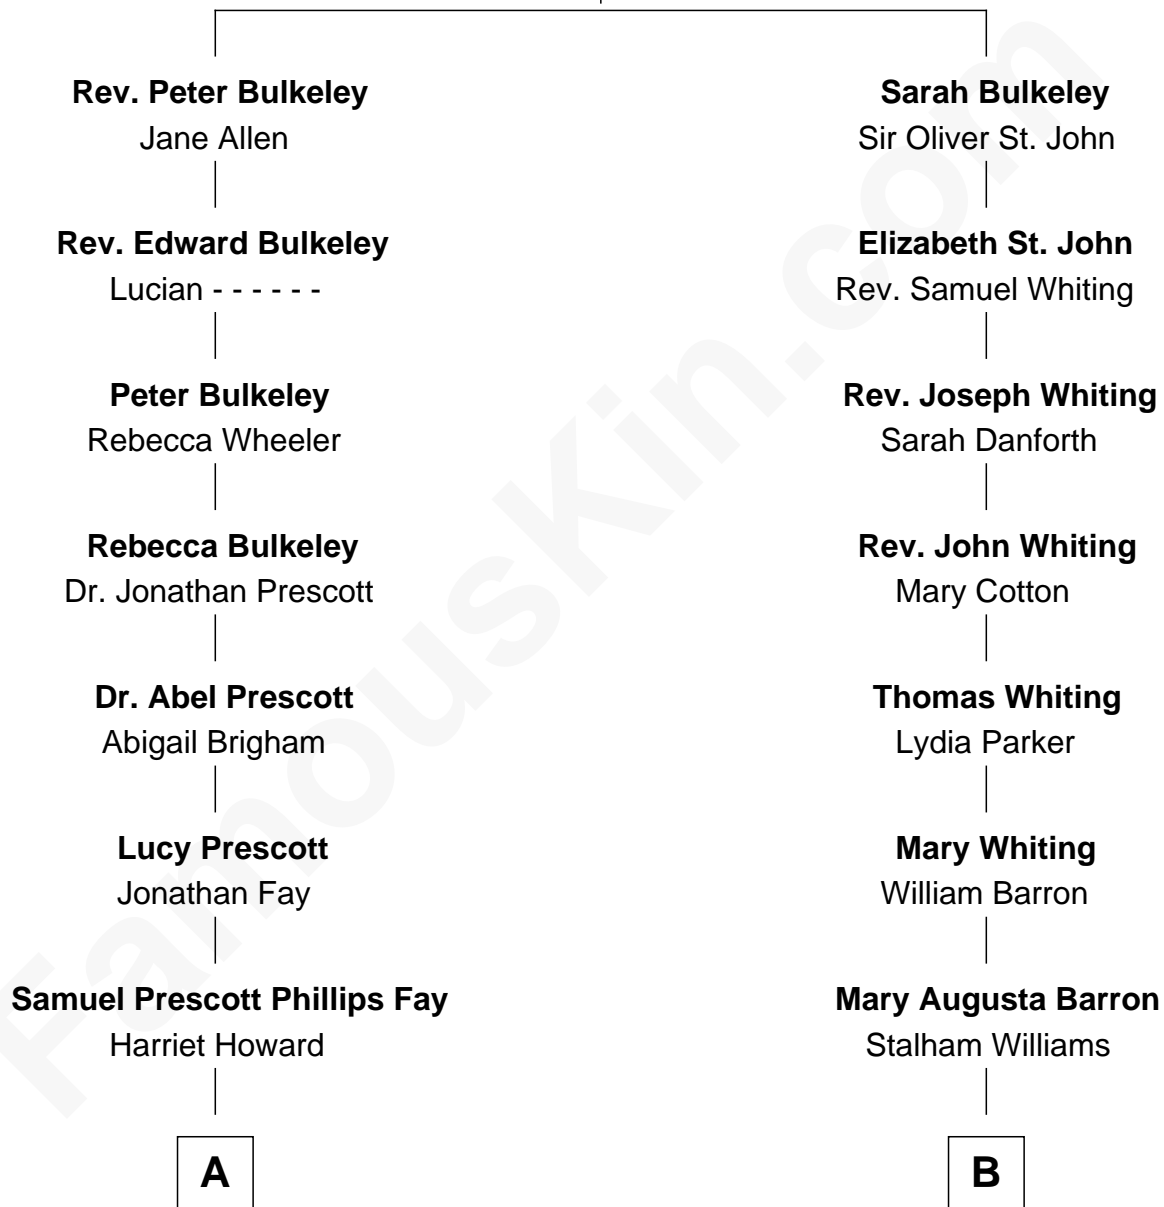 Rev. Peter Bulkeley
Jane Allen
Rev. Edward Bulkeley
Lucian - - - - - -
Peter Bulkeley
Rebecca Wheeler
Rebecca Bulkeley
Dr. Jonathan Prescott
Dr. Abel Prescott
Abigail Brigham
Lucy Prescott
Jonathan Fay
Samuel Prescott Phillips Fay
Harriet Howard
A
Sarah Bulkeley
Sir Oliver St. John
Elizabeth St. John
Rev. Samuel Whiting
Rev. Joseph Whiting
Sarah Danforth
Rev. John Whiting
Mary Cotton
Thomas Whiting
Lydia Parker
Mary Whiting
William Barron
Mary Augusta Barron
Stalham Williams
B
FamousKin.com